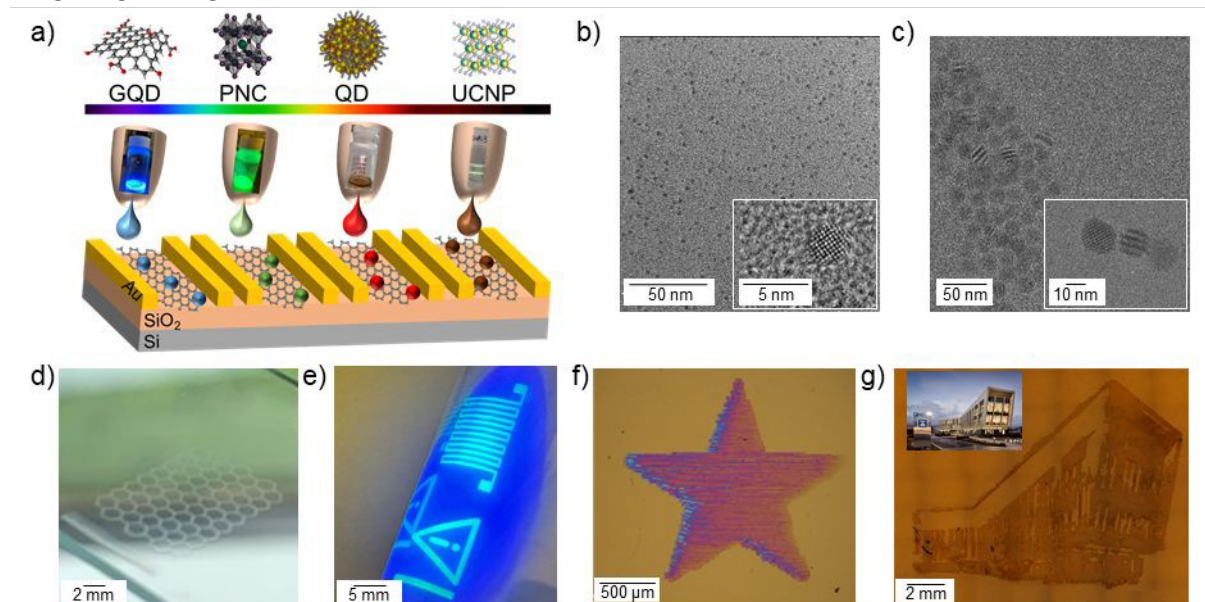 a)
GQD PNC QD UCNP
Au
SiO₂
Si
b)
50 nm
5 nm
c)
50 nm
10 nm
d)
2 mm
e)
5 mm
f)
500 µm
g)
2 mm